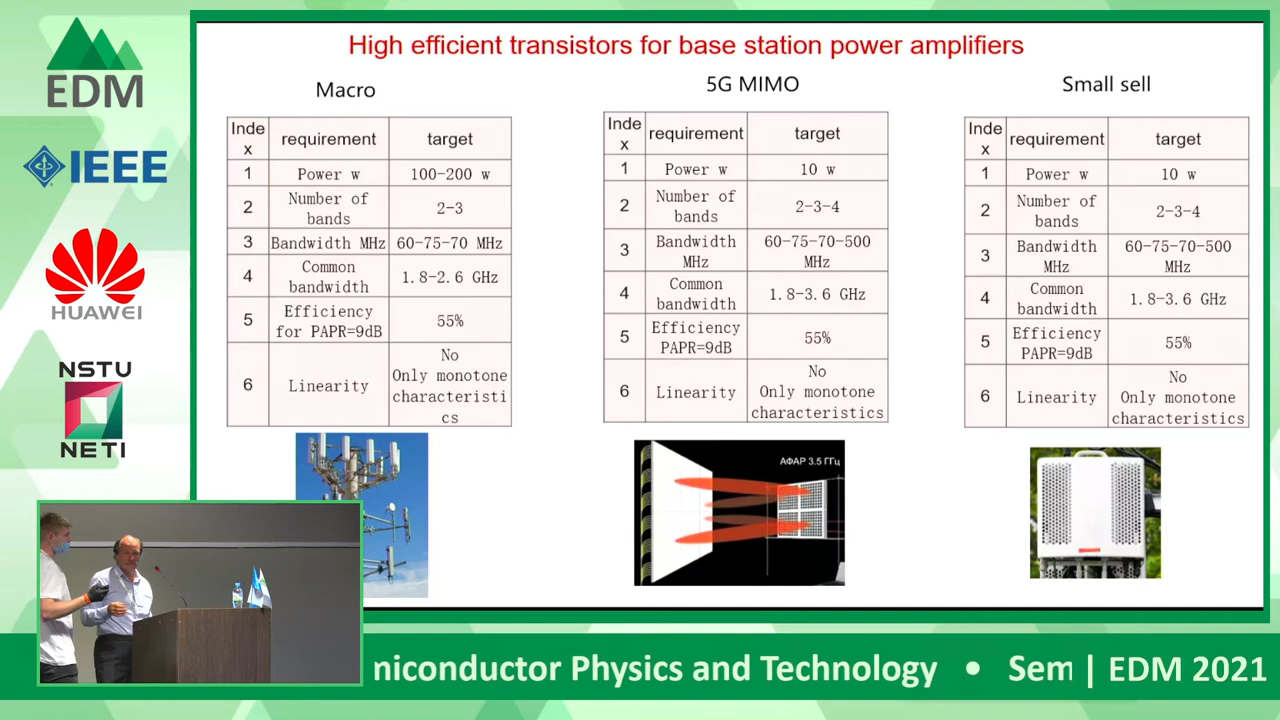 EDM
IEEE
HUAWEI
NSTU
NETI
High efficient transistors for base station power amplifiers
Macro
Inde
x
requirement
target
1
Power w
100-200 w
2
Number of
bands
2-3
3
Bandwidth MHz
60-75-70 MHz
4
Common
bandwidth
1.8-2.6 GHz
5
Efficiency
for PAPR=9dB
55%
6
Linearity
No
Only monotone
characteristi
cs
5G MIMO
Inde
x
requirement
target
1
Power w
10 w
2
Number of
bands
2-3-4
3
Bandwidth
MHz
60-75-70-500
MHz
4
Common
bandwidth
1.8-3.6 GHz
5
Efficiency
PAPR=9dB
55%
6
Linearity
No
Only monotone
characteristics
АФАР 3.5 ГГц
Small sell
Inde
x
requirement
target
1
Power w
10 w
2
Number of
bands
2-3-4
3
Bandwidth
MHz
60-75-70-500
MHz
4
Common
bandwidth
1.8-3.6 GHz
5
Efficiency
PAPR=9dB
55%
6
Linearity
No
Only monotone
characteristics
niconductor Physics and Technology • Sem | EDM 2021